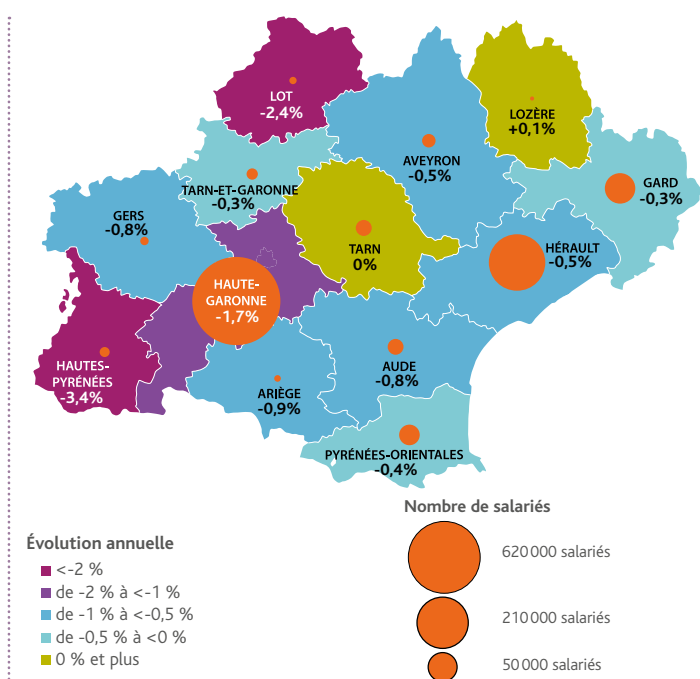 LOT
-2,4%
LOZÈRE
+0,1%
AVEYRON
-0,5%
TARN-ET-GARONNE
-0,3%
GARD
-0,3%
GERS
-0,8%
TARN
0%
HÉRAULT
-0,5%
HAUTE-
GARONNE
-1,7%
HAUTES-
PYRÉNÉES
-3,4%
ARIÈGE
-0,9%
AUDE
-0,8%
PYRÉNÉES-ORIENTALES
-0,4%
Évolution annuelle
<-2 %
de -2 % à <-1 %
de -1 % à <-0,5 %
de -0,5 % à <0 %
0 % et plus
Nombre de salariés
620 000 salariés
210 000 salariés
50 000 salariés